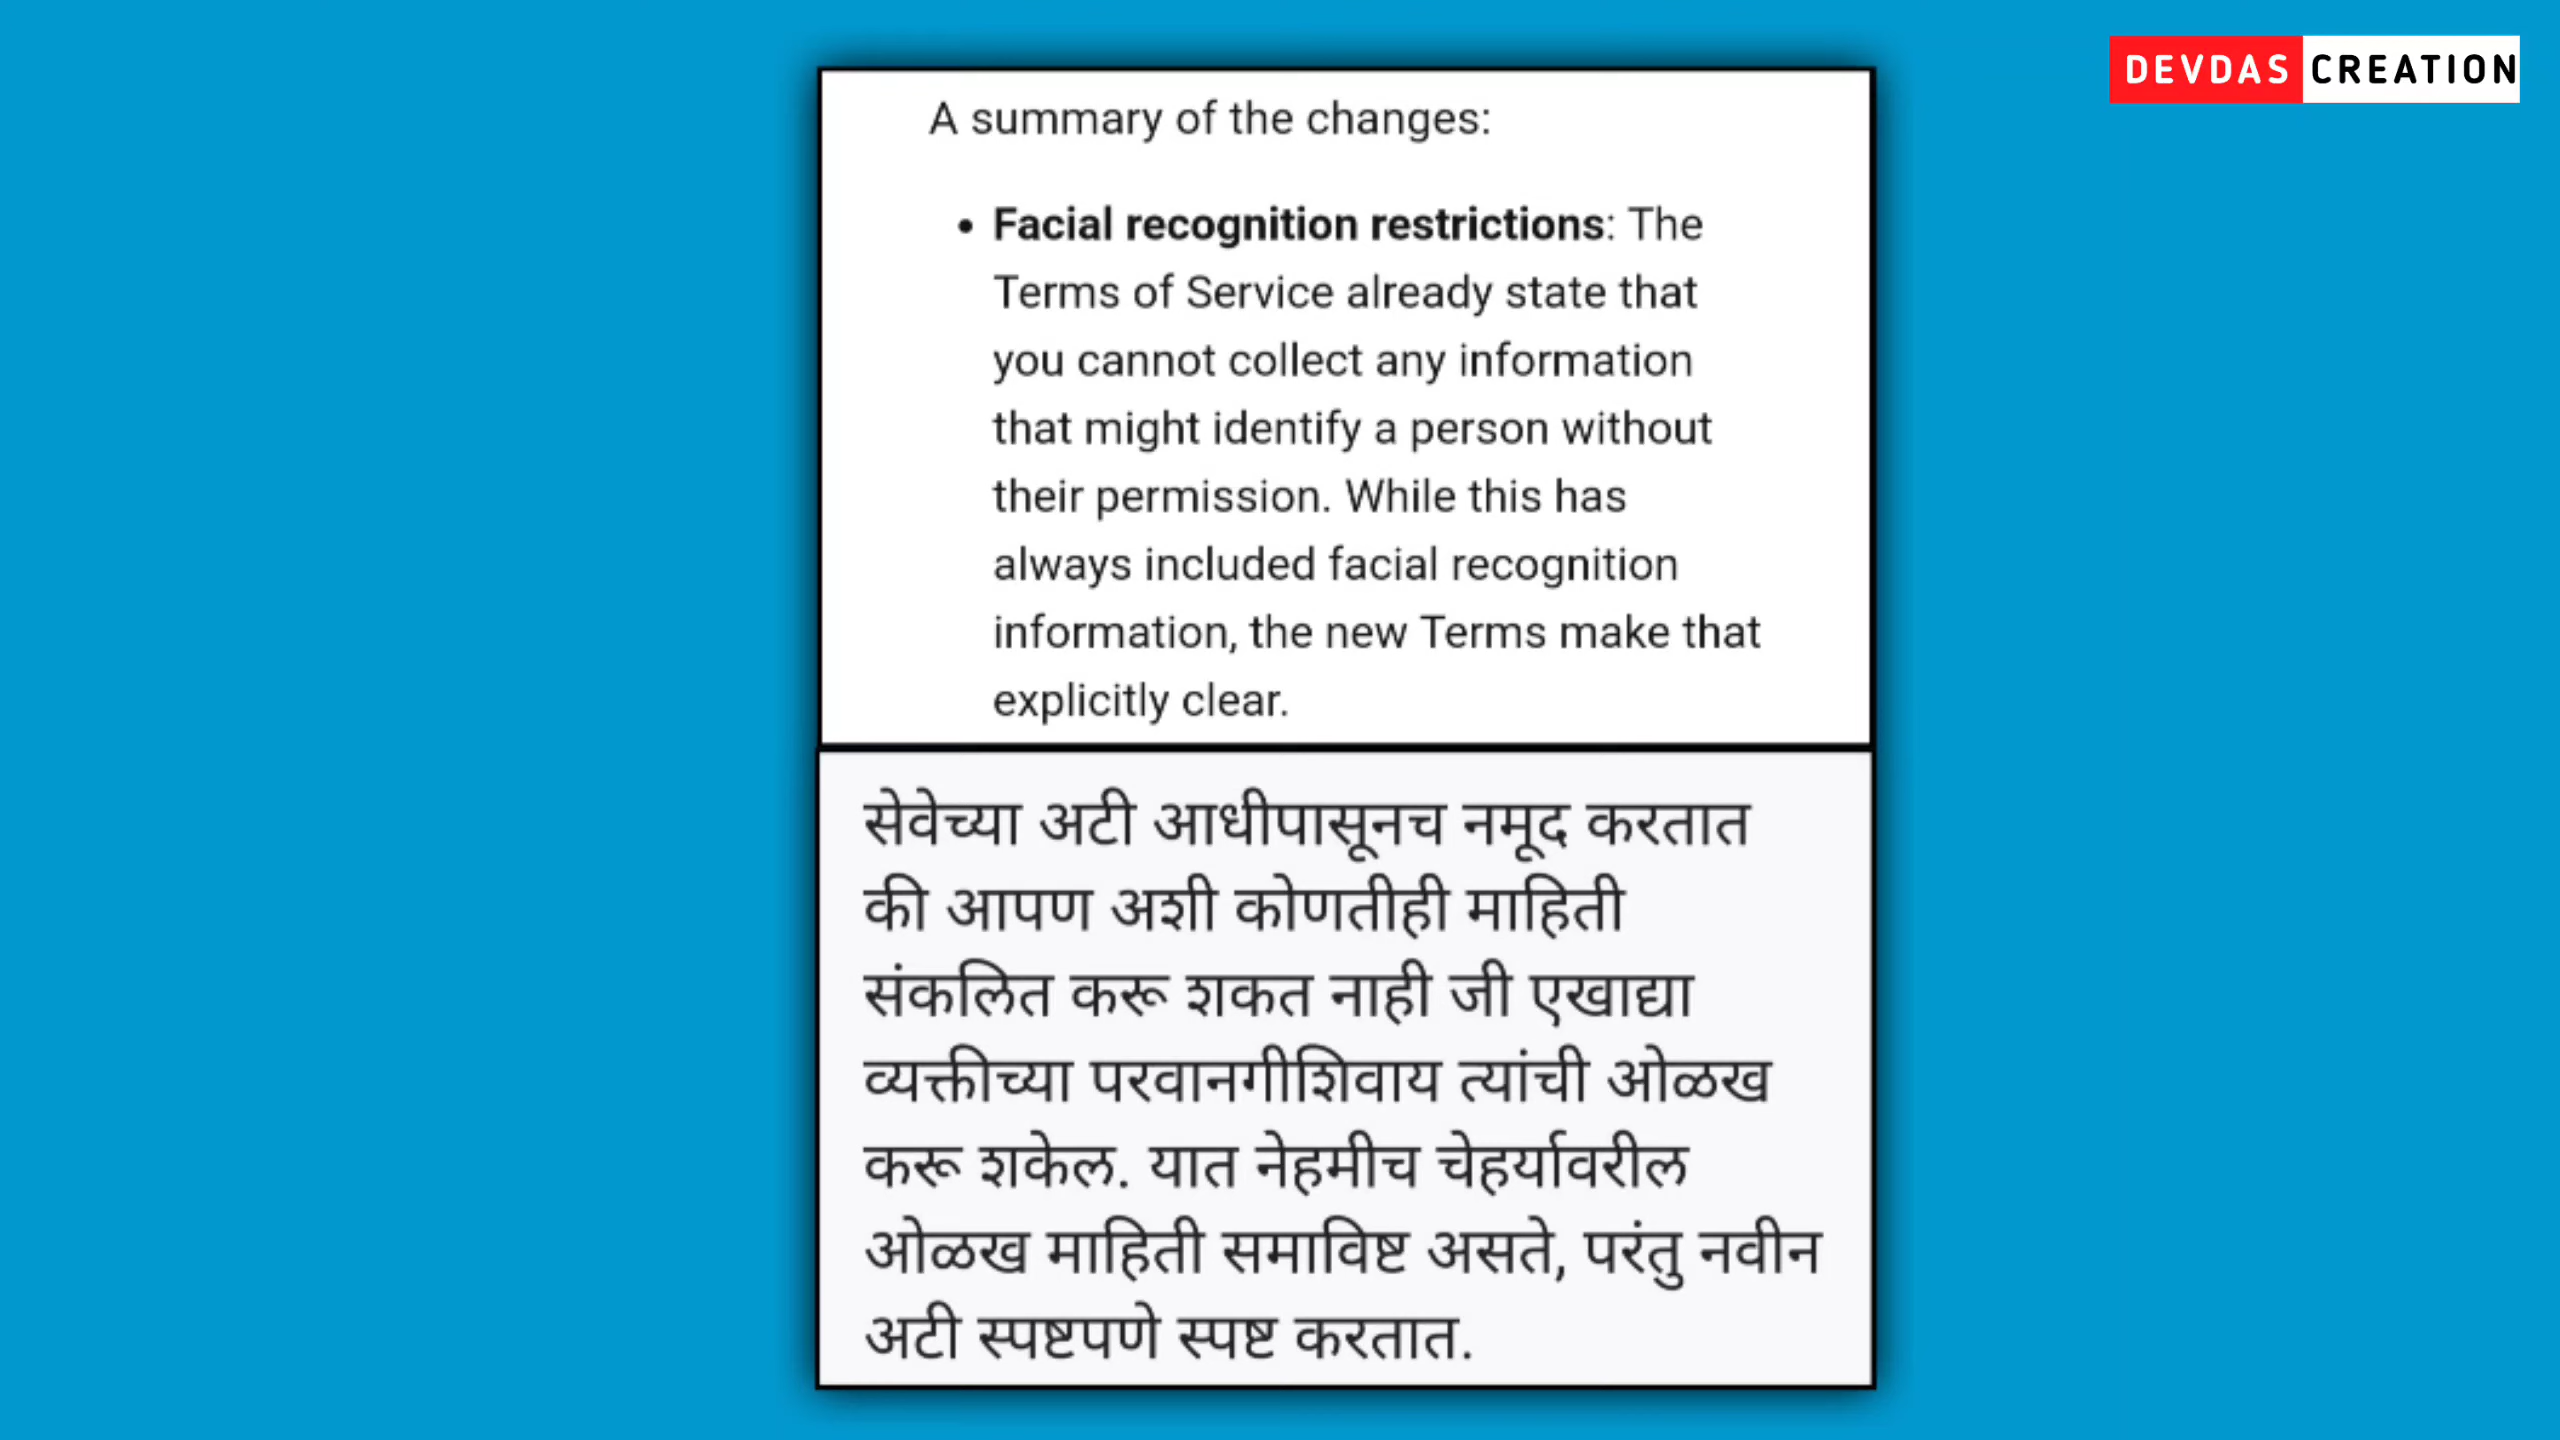 DEVDAS CREATION
A summary of the changes:
• Facial recognition restrictions: The
Terms of Service already state that
you cannot collect any information
that might identify a person without
their permission. While this has
always included facial recognition
information, the new Terms make that
explicitly clear.
सेवेच्या अटी आधीपासूनच नमूद करतात
की आपण अशी कोणतीही माहिती
संकलित करू शकत नाही जी एखाद्या
व्यक्तीच्या परवानगीशिवाय त्यांची ओळख
करू शकेल. यात नेहमीच चेहर्यावरील
ओळख माहिती समाविष्ट असते, परंतु नवीन
अटी स्पष्टपणे स्पष्ट करतात.